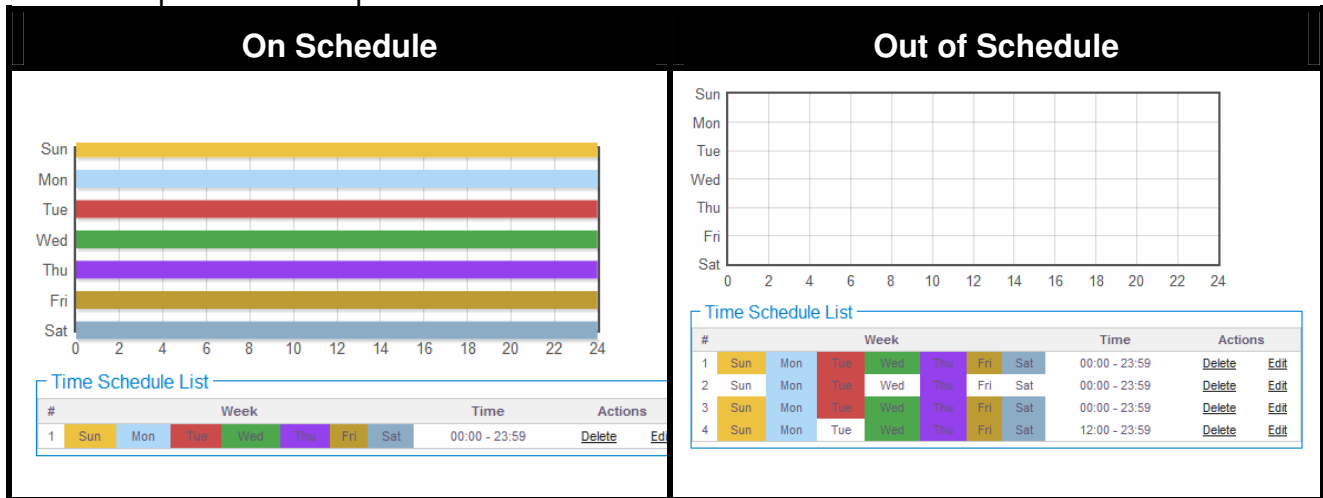 On Schedule
Sun
Mon
Tue
Wed
Thu
Fri
Sat
0 2 4 6 8 10 12 14 16 18 20 22 24
Time Schedule List
# Week Time Actions
1 Sun Mon Tue Wed Thu Fri Sat 00:00 - 23:59 Delete Edi
Out of Schedule
Sun
Mon
Tue
Wed
Thu
Fri
Sat
0 2 4 6 8 10 12 14 16 18 20 22 24
Time Schedule List
# Week Time Actions
1 Sun Mon Tue Wed Thu Fri Sat 00:00 - 23:59 Delete Edit
2 Sun Mon Tue Wed Thu Fri Sat 00:00 - 23:59 Delete Edit
3 Sun Mon Tue Wed Thu Fri Sat 00:00 - 23:59 Delete Edit
4 Sun Mon Tue Wed Thu Fri Sat 12:00 - 23:59 Delete Edit